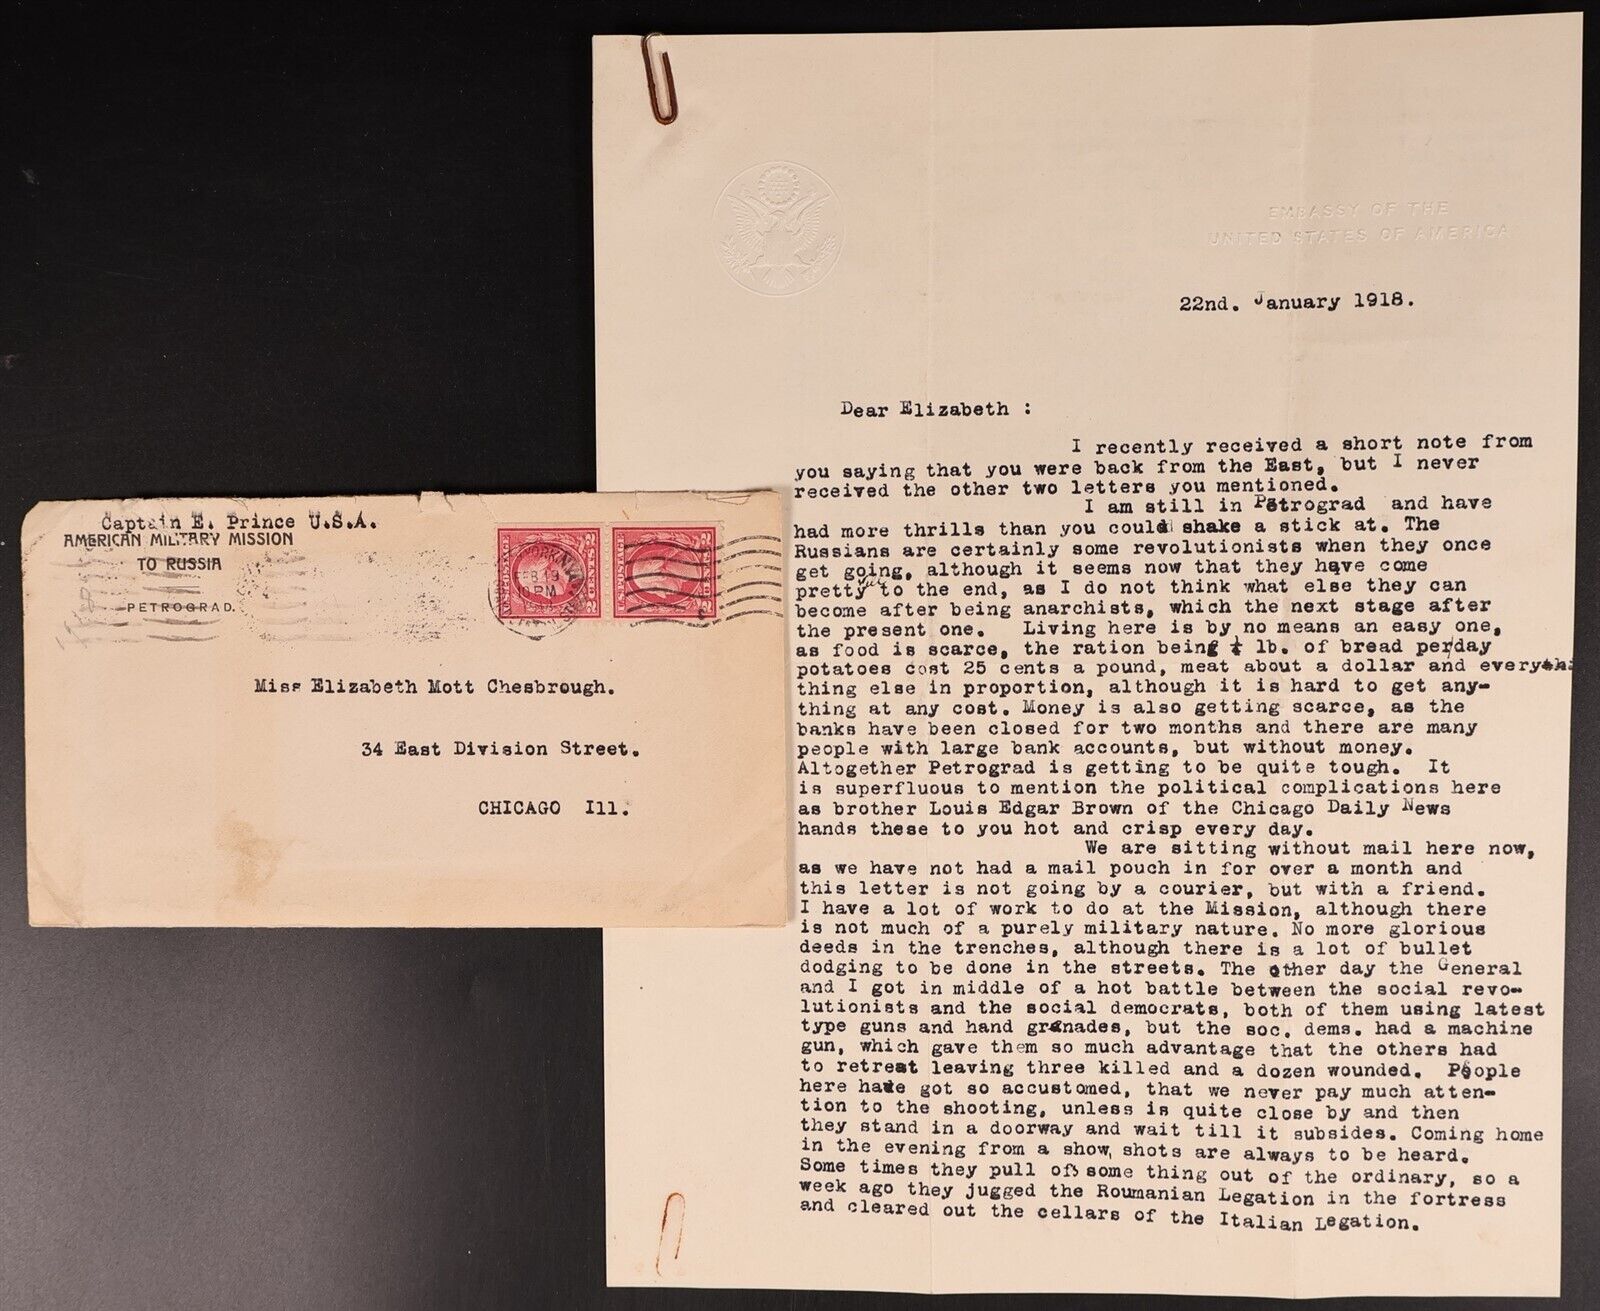 Captain E. Prince U.S.A.
AMERICAN MILITARY MISSION
TO RUSSIA
PETROGRAD.
U.S. POSTAGE
2 CENTS 2
U.S. POSTAGE
FEB 19
10 PM
Miss Elizabeth Mott Chesbrough.
34 East Division Street.
CHICAGO Ill.
EMBASSY OF THE
UNITED STATES OF AMERICA
22nd. January 1918.
Dear Elizabeth :
I recently received a short note from
you saying that you were back from the East, but I never
received the other two letters you mentioned.
I am still in Petrograd and have
had more thrills than you could shake a stick at. The
Russians are certainly some revolutionists when they once
get going, although it seems now that they have come
pretty to the end, as I do not think what else they can
become after being anarchists, which the next stage after
the present one. Living here is by no means an easy one,
as food is scarce, the ration being ¼ lb. of bread per/day
potatoes cost 25 cents a pound, meat about a dollar and everything
thing else in proportion, although it is hard to get any-
thing at any cost. Money is also getting scarce, as the
banks have been closed for two months and there are many
people with large bank accounts, but without money.
Altogether Petrograd is getting to be quite tough. It
is superfluous to mention the political complications here
as brother Louis Edgar Brown of the Chicago Daily News
hands these to you hot and crisp every day.
We are sitting without mail here now,
as we have not had a mail pouch in for over a month and
this letter is not going by a courier, but with a friend.
I have a lot of work to do at the Mission, although there
is not much of a purely military nature. No more glorious
deeds in the trenches, although there is a lot of bullet
dodging to be done in the streets. The other day the General
and I got in middle of a hot battle between the social revo-
lutionists and the social democrats, both of them using latest
type guns and hand grenades, but the soc. dems. had a machine
gun, which gave them so much advantage that the others had
to retreat leaving three killed and a dozen wounded. People
here have got so accustomed, that we never pay much atten-
tion to the shooting, unless is quite close by and then
they stand in a doorway and wait till it subsides. Coming home
in the evening from a show, shots are always to be heard.
Some times they pull off some thing out of the ordinary, so a
week ago they jugged the Roumanian Legation in the fortress
and cleared out the cellars of the Italian Legation.